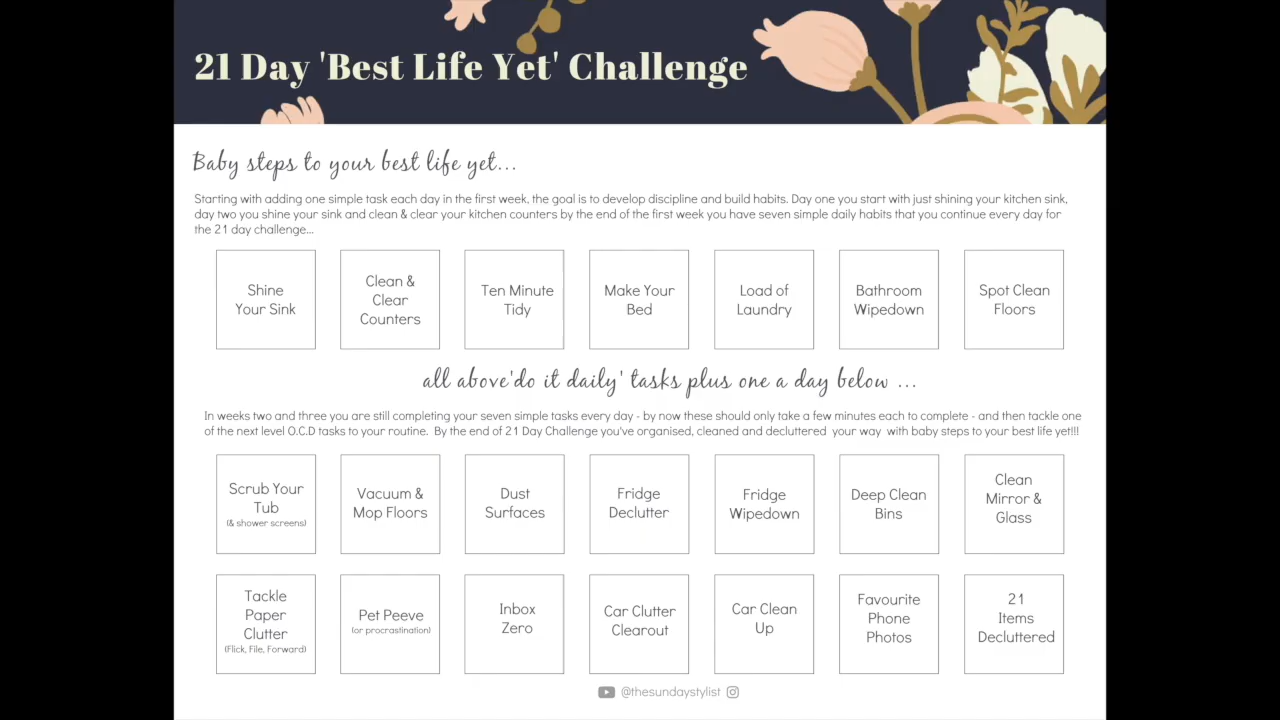 21 Day 'Best Life Yet' Challenge
Baby steps to your best life yet...
Starting with adding one simple task each day in the first week, the goal is to develop discipline and build habits. Day one you start with just shining your kitchen sink,
day two you shine your sink and clean & clear your kitchen counters by the end of the first week you have seven simple daily habits that you continue every day for
the 21 day challenge...
Shine
Your Sink
Clean &
Clear
Counters
Ten Minute
Tidy
Make Your
Bed
Load of
Laundry
Bathroom
Wipedown
Spot Clean
Floors
all above 'do it daily' tasks plus one a day below ...
In weeks two and three you are still completing your seven simple tasks every day - by now these should only take a few minutes each to complete - and then tackle one
of the next level O.C.D tasks to your routine. By the end of 21 Day Challenge you've organised, cleaned and decluttered your way with baby steps to your best life yet!!!
Scrub Your
Tub
(& shower screens)
Vacuum &
Mop Floors
Dust
Surfaces
Fridge
Declutter
Fridge
Wipedown
Deep Clean
Bins
Clean
Mirror &
Glass
Tackle
Paper
Clutter
(Flick, File, Forward)
Pet Peeve
(or procrastination)
Inbox
Zero
Car Clutter
Clearout
Car Clean
Up
Favourite
Phone
Photos
21
Items
Decluttered
@thesundaystylist